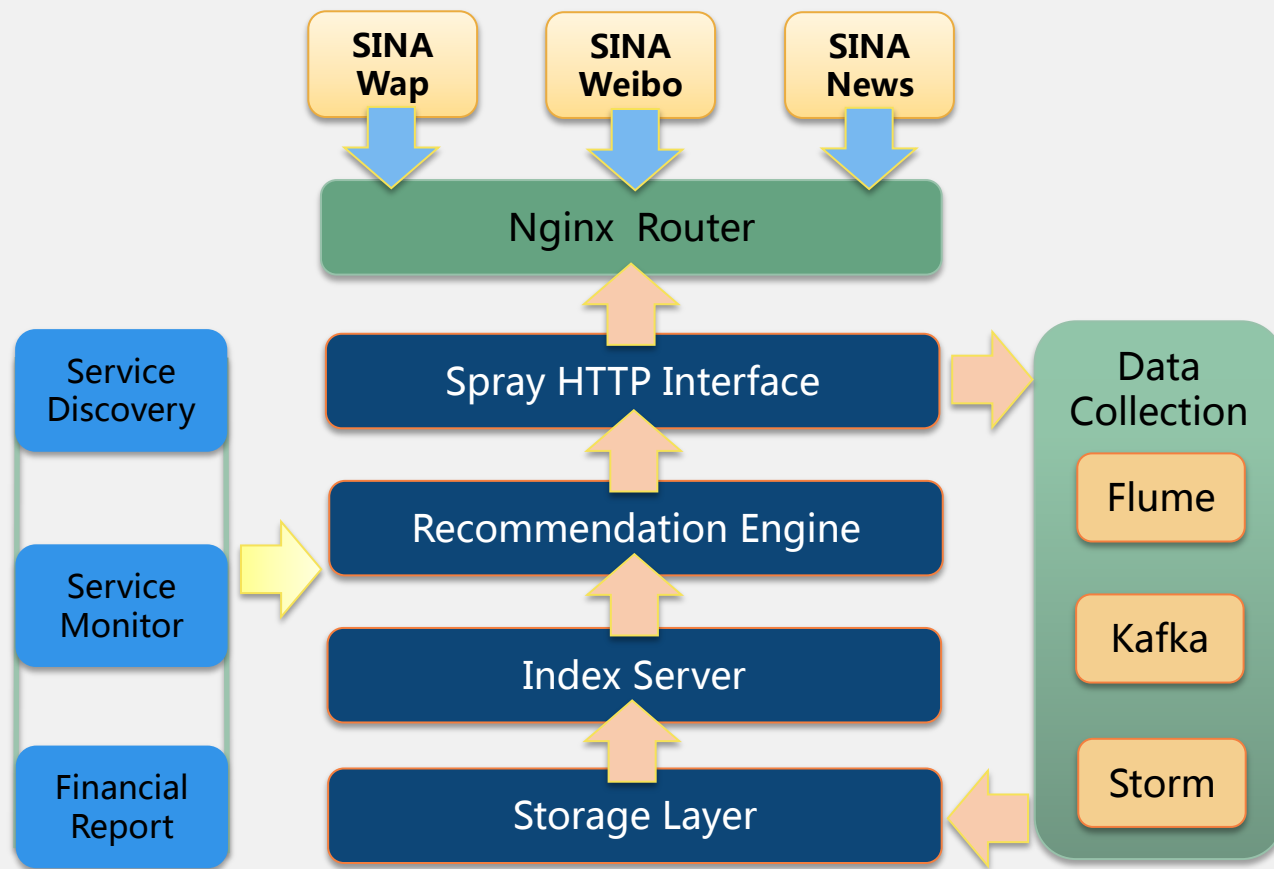 SINA
Wap
SINA
Weibo
SINA
News
Nginx Router
Service
Discovery
Service
Monitor
Financial
Report
Spray HTTP Interface
Recommendation Engine
Index Server
Storage Layer
Data
Collection
Flume
Kafka
Storm